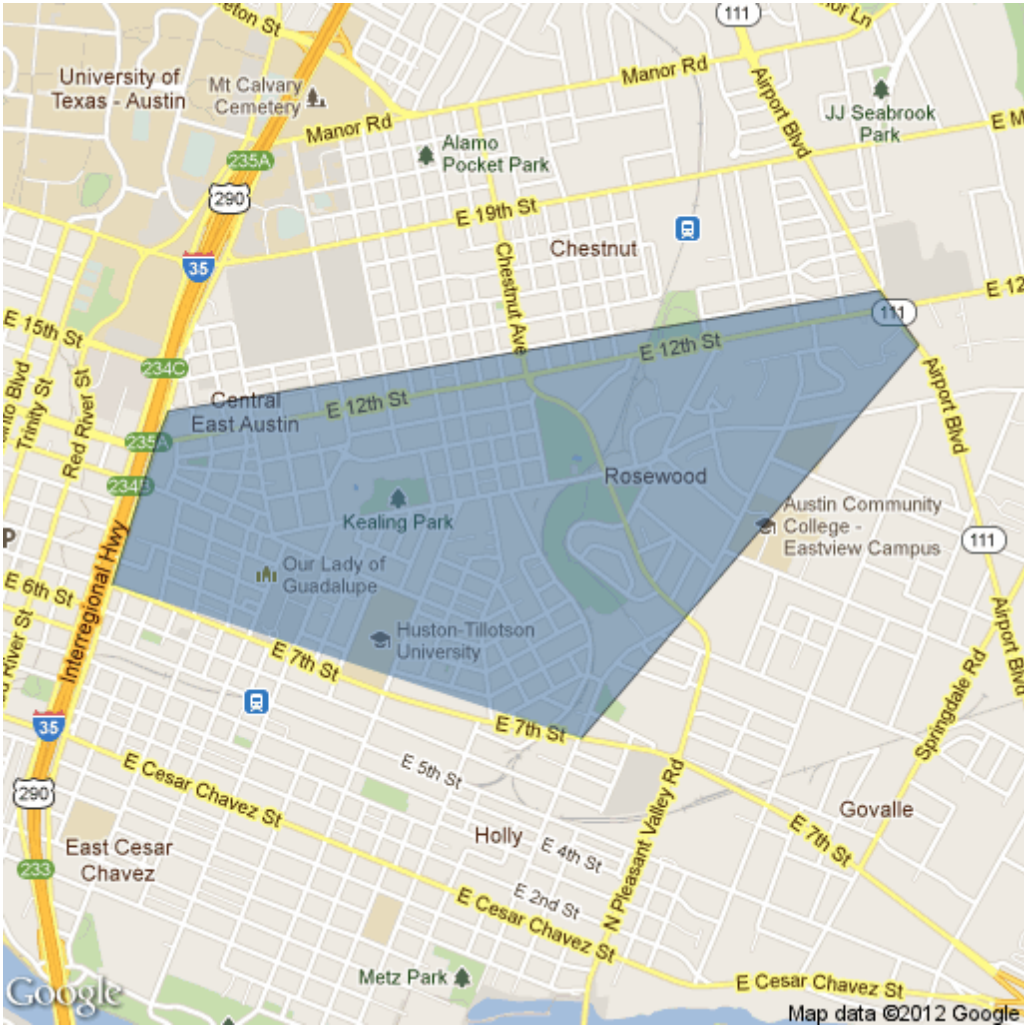 111
University of
Texas - Austin
Mt Calvary
Cemetery
Manor Rd
Airport Blvd
JJ Seabrook
Park
Manor Rd
Alamo
Pocket Park
235A
290
E 19th St
Chestnut
35
Chestnut Ave
E 15th St
234C
111
E 12th St
Central
East Austin
E 12th St
Trinity St
Red River St
235A
234B
Airport Blvd
Rosewood
Kealing Park
Austin Community
College -
Eastview Campus
111
P
Our Lady of
Guadalupe
E 6th St
Interregional Hwy
Huston-Tillotson
University
E 7th St
Airport Blvd
Springdale Rd
35
E 7th St
E 5th St
E Cesar Chavez St
290
N Pleasant Valley Rd
Govalle
E 7th St
Holly
E 4th St
East Cesar
Chavez
233
E 2nd St
E Cesar Chavez St
Metz Park
E Cesar Chavez St
Google
Map data ©2012 Google